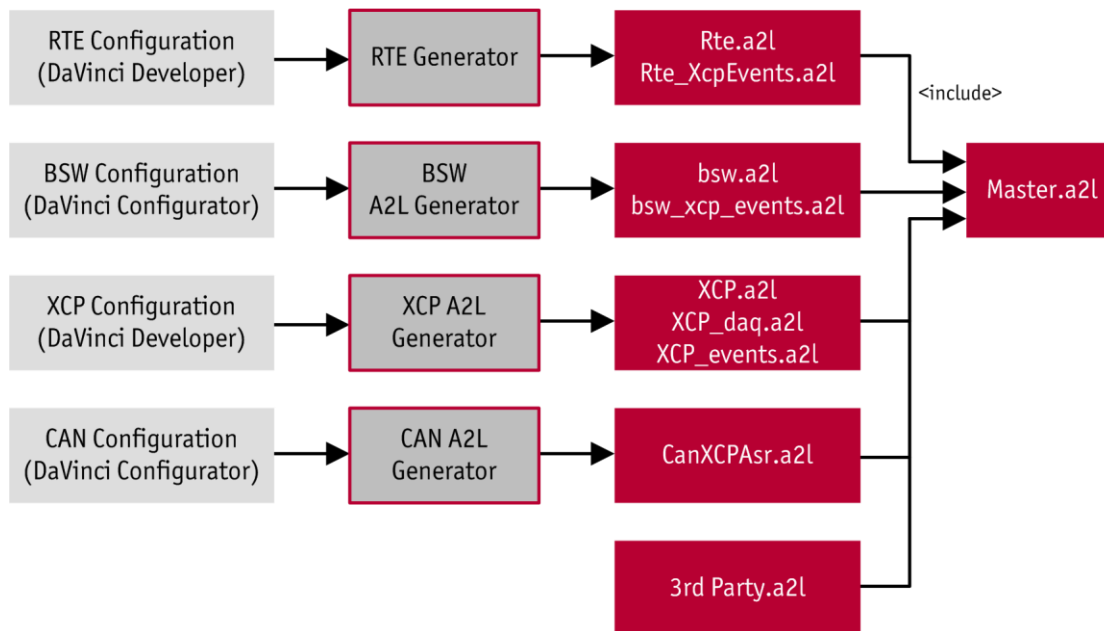 RTE Configuration
(DaVinci Developer)
RTE Generator
Rte.a2l
Rte_XcpEvents.a2l
<include>
BSW Configuration
(DaVinci Configurator)
BSW
A2L Generator
bsw.a2l
bsw_xcp_events.a2l
Master.a2l
XCP Configuration
(DaVinci Developer)
XCP A2L
Generator
XCP.a2l
XCP_daq.a2l
XCP_events.a2l
CAN Configuration
(DaVinci Configurator)
CAN A2L
Generator
CanXCPAsr.a2l
3rd Party.a2l